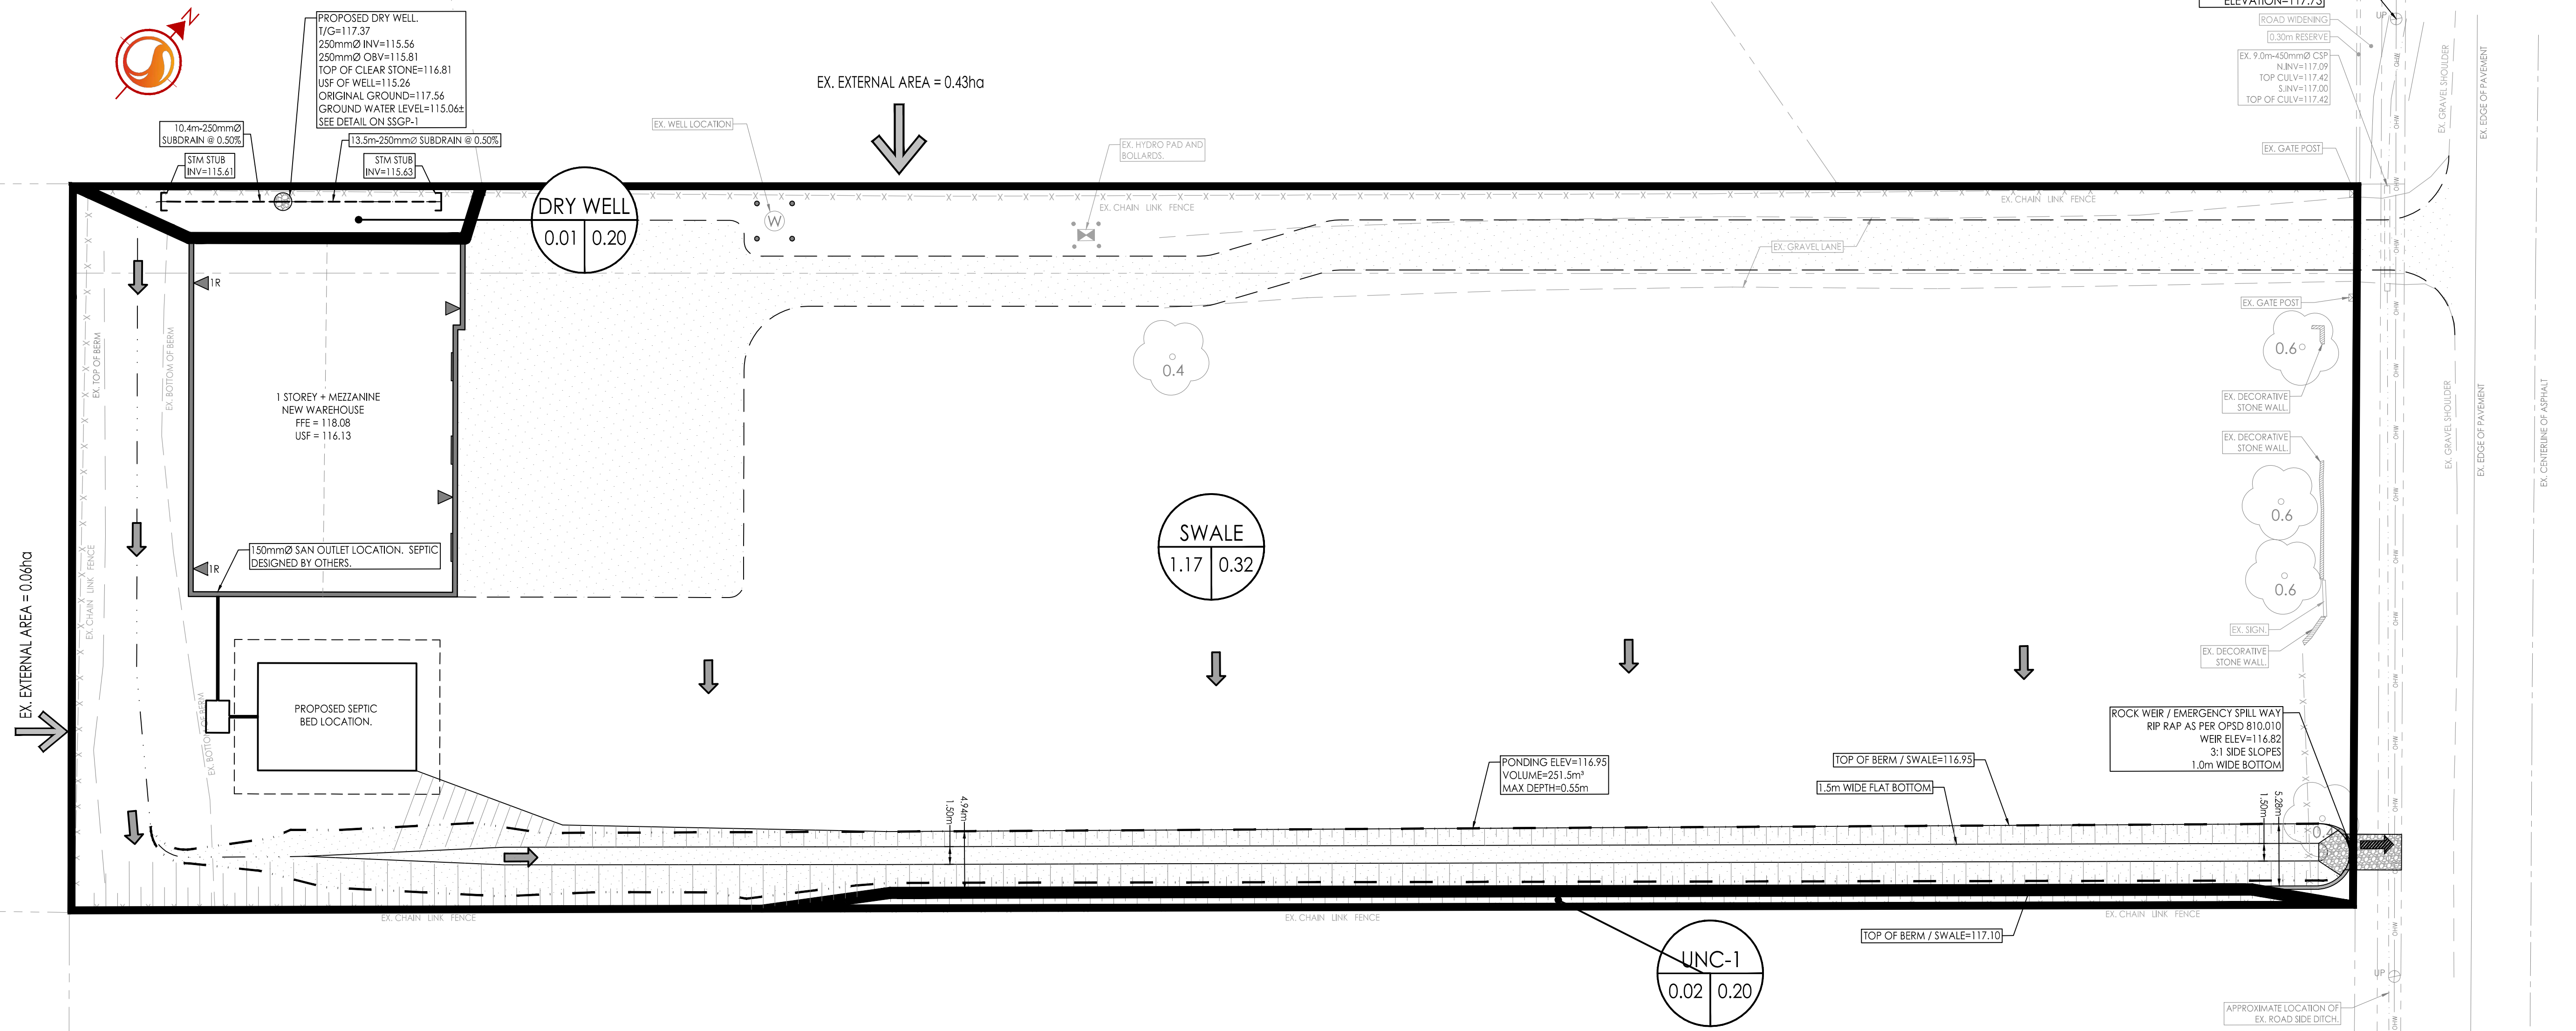 N
PROPOSED DRY WELL.
T/G=117.37
250mmØ INV=115.56
250mmØ OBV=115.81
TOP OF CLEAR STONE=116.81
USF OF WELL=115.26
ORIGINAL GROUND=117.56
GROUND WATER LEVEL=115.06±
SEE DETAIL ON SSGP-1
10.4m-250mmØ
SUBDRAIN @ 0.50%
13.5m-250mmØ SUBDRAIN @ 0.50%
STM STUB
INV=115.61
STM STUB
INV=115.63
EX. EXTERNAL AREA = 0.43ha
EX. WELL LOCATION
EX. HYDRO PAD AND
BOLLARDS.
ELEVATION=117.73
UP
ROAD WIDENING
0.30m RESERVE
EX. 9.0m-450mmØ CSP
N.INV=117.09
TOP CULV=117.42
S.INV=117.00
TOP OF CULV=117.42
EX. GATE POST
EX. GRAVEL SHOULDER
EX. EDGE OF PAVEMENT
DRY WELL
0.01
0.20
W
EX. CHAIN LINK FENCE
EX. CHAIN LINK FENCE
EX. GRAVEL LANE
1R
EX. GATE POST
0.6
EX. TOP OF BERM
EX. BOTTOM OF BERM
0.4
1 STOREY + MEZZANINE
NEW WAREHOUSE
FFE = 118.08
USF = 116.13
EX. DECORATIVE
STONE WALL.
EX. DECORATIVE
STONE WALL.
EX. GRAVEL SHOULDER
EX. EDGE OF PAVEMENT
EX. CENTERLINE OF ASPHALT
OHW
SWALE
1.17
0.32
0.6
0.6
150mmØ SAN OUTLET LOCATION. SEPTIC
DESIGNED BY OTHERS.
1R
EX. CHAIN LINK FENCE
EX. EXTERNAL AREA = 0.06ha
EX. SIGN.
EX. DECORATIVE
STONE WALL.
PROPOSED SEPTIC
BED LOCATION.
EX. BOTTOM OF BERM
ROCK WEIR / EMERGENCY SPILL WAY
RIP RAP AS PER OPSD 810.010
WEIR ELEV=116.82
3:1 SIDE SLOPES
1.0m WIDE BOTTOM
PONDING ELEV=116.95
VOLUME=251.5m³
MAX DEPTH=0.55m
TOP OF BERM / SWALE=116.95
1.5m WIDE FLAT BOTTOM
1.50m
4.94m
1.50m
5.28m
EX. CHAIN LINK FENCE
EX. CHAIN LINK FENCE
EX. CHAIN LINK FENCE
TOP OF BERM / SWALE=117.10
UNC-1
0.02
0.20
UP
APPROXIMATE LOCATION OF
EX. ROAD SIDE DITCH.